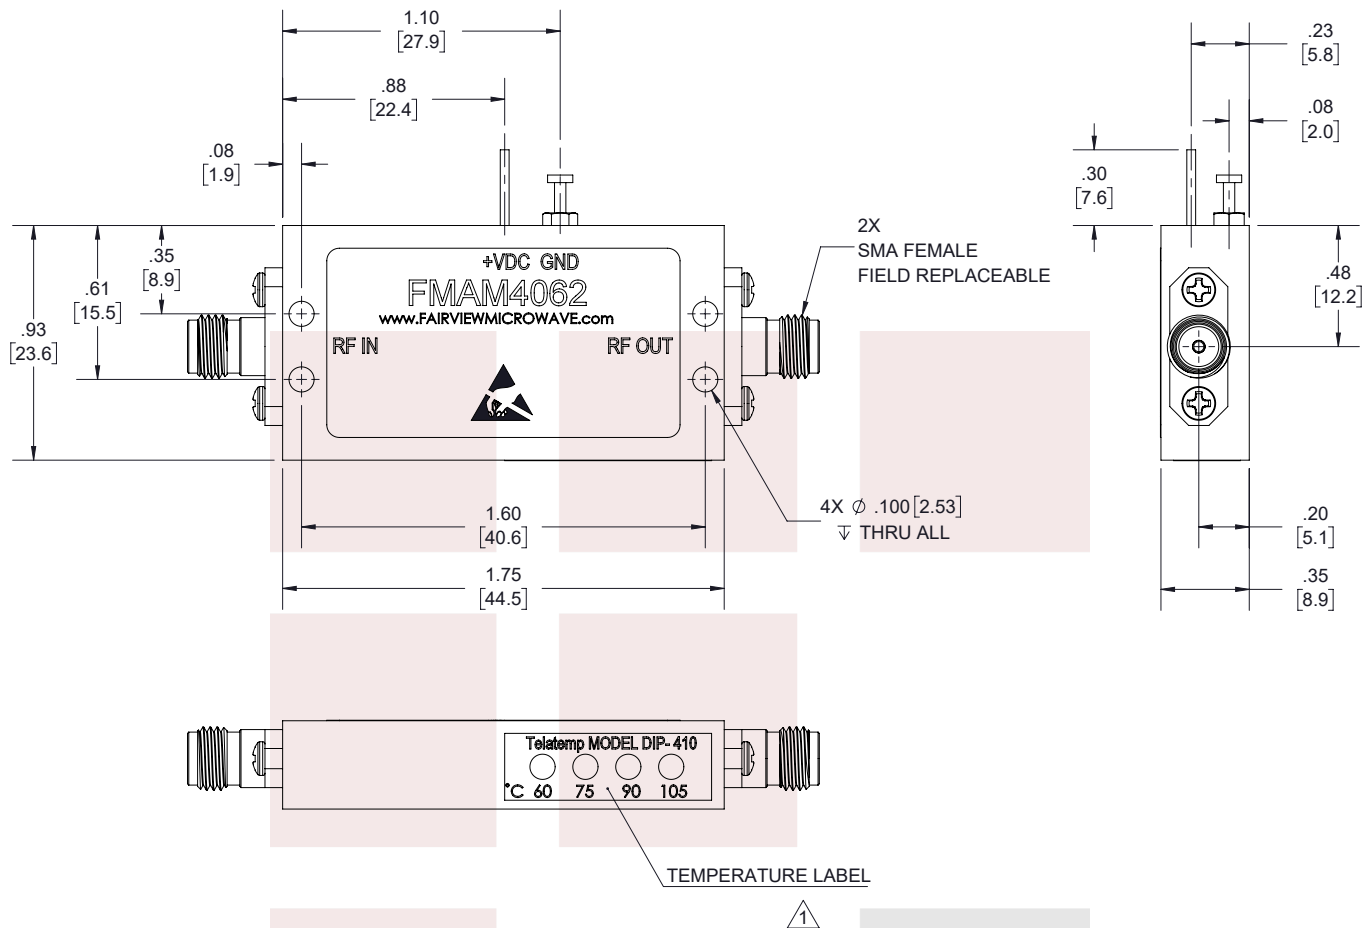 1.10
[27.9]
.88
[22.4]
.08
[1.9]
.23
[5.8]
.08
[2.0]
.30
[7.6]
.35
[8.9]
.61
[15.5]
.93
[23.6]
+VDC GND
FMAM4062
www.FAIRVIEWMICROWAVE.com
RF IN
RF OUT
2X
SMA FEMALE
FIELD REPLACEABLE
.48
[12.2]
4X ∅ .100[2.53]
↧ THRU ALL
1.60
[40.6]
1.75
[44.5]
.20
[5.1]
.35
[8.9]
Telatemp MODEL DIP-410
°C 60 75 90 105
TEMPERATURE LABEL
1